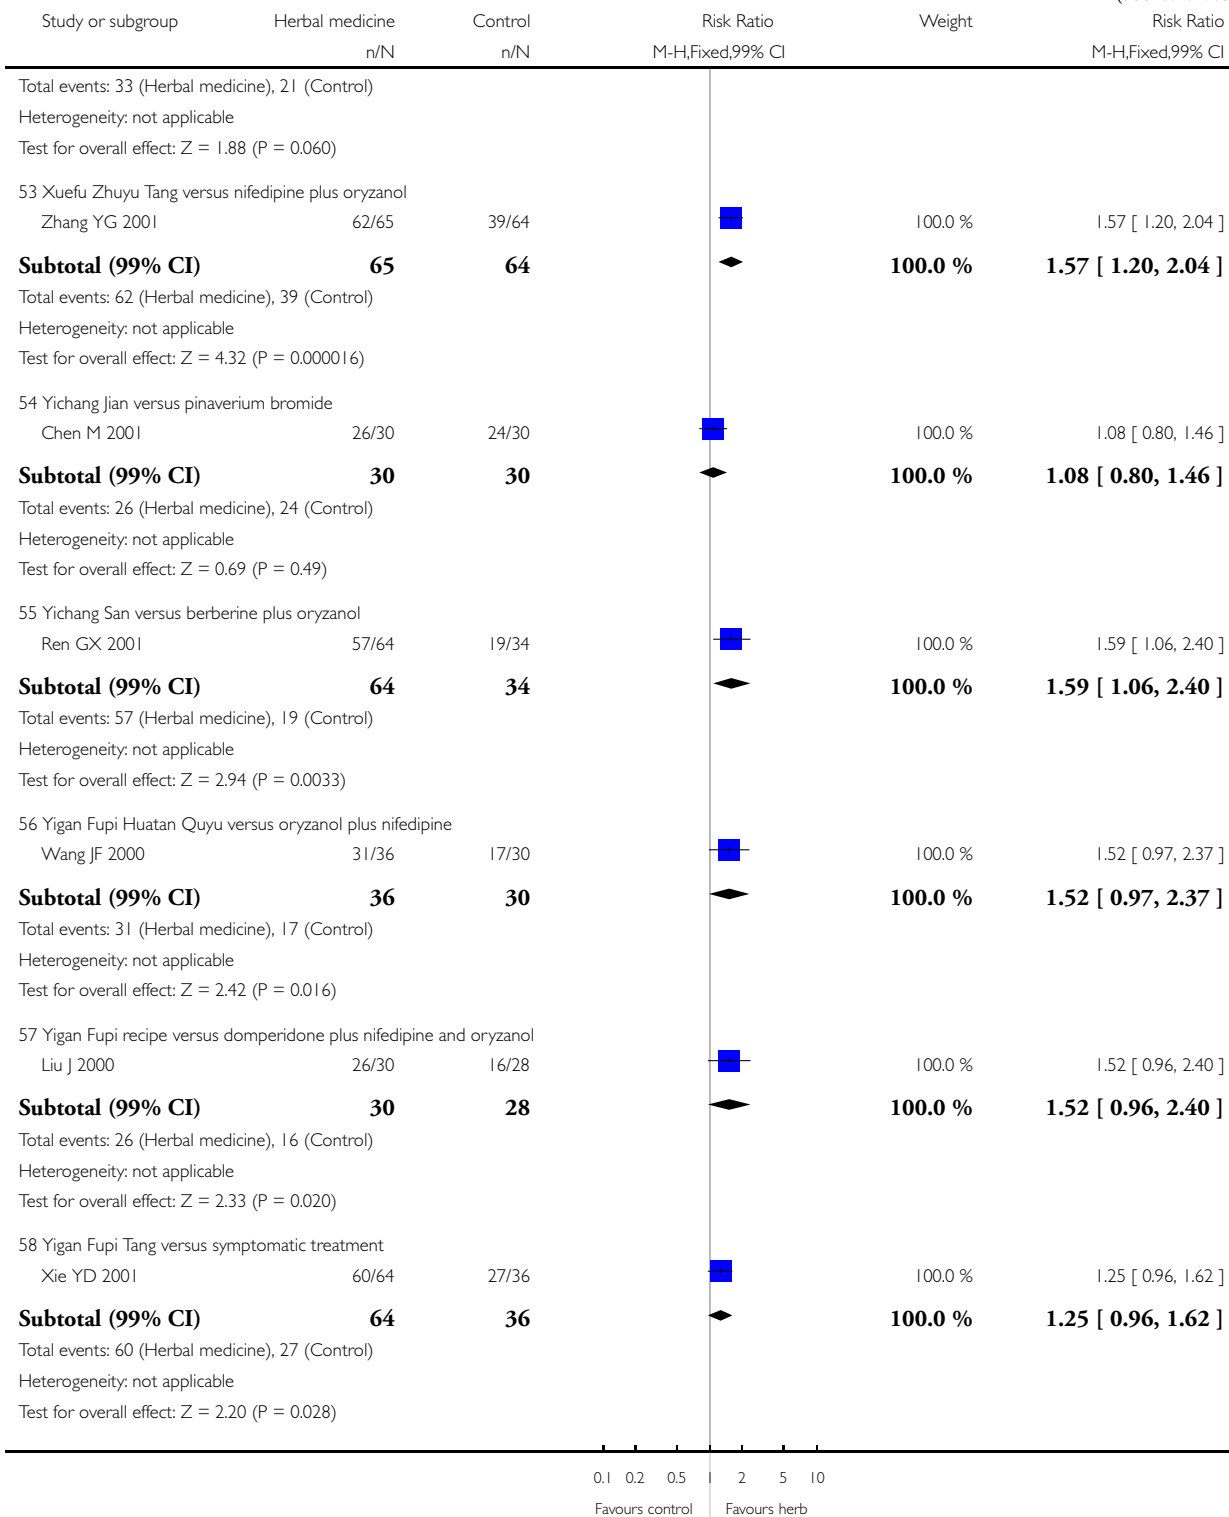 Study or subgroup Herbal medicine Control Risk Ratio Weight Risk Ratio
n/N n/N M-H,Fixed,99% CI M-H,Fixed,99% CI
Total events: 33 (Herbal medicine), 21 (Control)
Heterogeneity: not applicable
Test for overall effect: Z = 1.88 (P = 0.060)
53 Xuefu Zhuyu Tang versus nifedipine plus oryzanol
Zhang YG 2001 62/65 39/64 100.0 % 1.57 [ 1.20, 2.04 ]
Subtotal (99% CI) 65 64 100.0 % 1.57 [ 1.20, 2.04 ]
Total events: 62 (Herbal medicine), 39 (Control)
Heterogeneity: not applicable
Test for overall effect: Z = 4.32 (P = 0.000016)
54 Yichang Jian versus pinaverium bromide
Chen M 2001 26/30 24/30 100.0 % 1.08 [ 0.80, 1.46 ]
Subtotal (99% CI) 30 30 100.0 % 1.08 [ 0.80, 1.46 ]
Total events: 26 (Herbal medicine), 24 (Control)
Heterogeneity: not applicable
Test for overall effect: Z = 0.69 (P = 0.49)
55 Yichang San versus berberine plus oryzanol
Ren GX 2001 57/64 19/34 100.0 % 1.59 [ 1.06, 2.40 ]
Subtotal (99% CI) 64 34 100.0 % 1.59 [ 1.06, 2.40 ]
Total events: 57 (Herbal medicine), 19 (Control)
Heterogeneity: not applicable
Test for overall effect: Z = 2.94 (P = 0.0033)
56 Yigan Fupi Huatan Quyu versus oryzanol plus nifedipine
Wang JF 2000 31/36 17/30 100.0 % 1.52 [ 0.97, 2.37 ]
Subtotal (99% CI) 36 30 100.0 % 1.52 [ 0.97, 2.37 ]
Total events: 31 (Herbal medicine), 17 (Control)
Heterogeneity: not applicable
Test for overall effect: Z = 2.42 (P = 0.016)
57 Yigan Fupi recipe versus domperidone plus nifedipine and oryzanol
Liu J 2000 26/30 16/28 100.0 % 1.52 [ 0.96, 2.40 ]
Subtotal (99% CI) 30 28 100.0 % 1.52 [ 0.96, 2.40 ]
Total events: 26 (Herbal medicine), 16 (Control)
Heterogeneity: not applicable
Test for overall effect: Z = 2.33 (P = 0.020)
58 Yigan Fupi Tang versus symptomatic treatment
Xie YD 2001 60/64 27/36 100.0 % 1.25 [ 0.96, 1.62 ]
Subtotal (99% CI) 64 36 100.0 % 1.25 [ 0.96, 1.62 ]
Total events: 60 (Herbal medicine), 27 (Control)
Heterogeneity: not applicable
Test for overall effect: Z = 2.20 (P = 0.028)
0.1 0.2 0.5 1 2 5 10
Favours control Favours herb